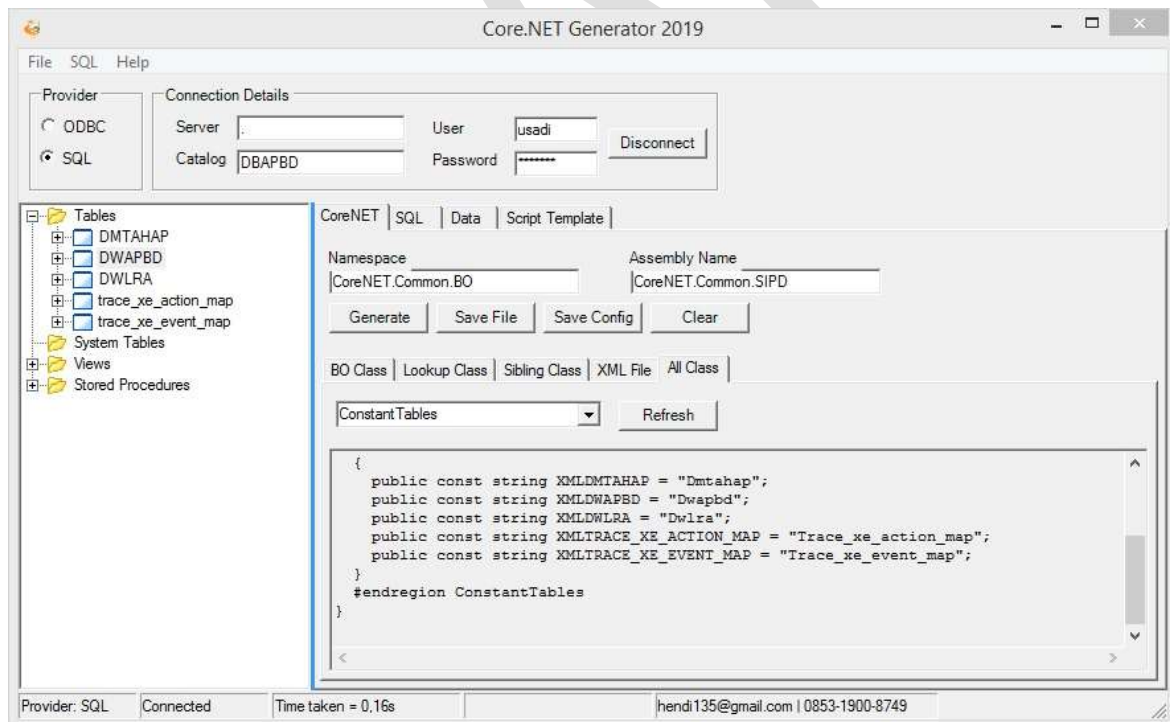 Core.NET Generator 2019
File SQL Help
Provider
Connection Details
ODBC
Server .
User usadi
Disconnect
SQL
Catalog DBAPBD
Password *******
Tables
DMTAHAP
DWAPBD
DWLRA
trace_xe_action_map
trace_xe_event_map
System Tables
Views
Stored Procedures
CoreNET SQL Data Script Template
Namespace Assembly Name
CoreNET.Common.BO CoreNET.Common.SIPD
Generate Save File Save Config Clear
BO Class Lookup Class Sibling Class XML File All Class
ConstantTables Refresh
{
public const string XMLDMTAHAP = "Dmtahap";
public const string XMLDWAPBD = "Dwapbd";
public const string XMLDWLRA = "Dwlra";
public const string XMLTRACE_XE_ACTION_MAP = "Trace_xe_action_map";
public const string XMLTRACE_XE_EVENT_MAP = "Trace_xe_event_map";
}
#endregion ConstantTables
}
Provider: SQL Connected Time taken = 0,16s hendi135@gmail.com | 0853-1900-8749